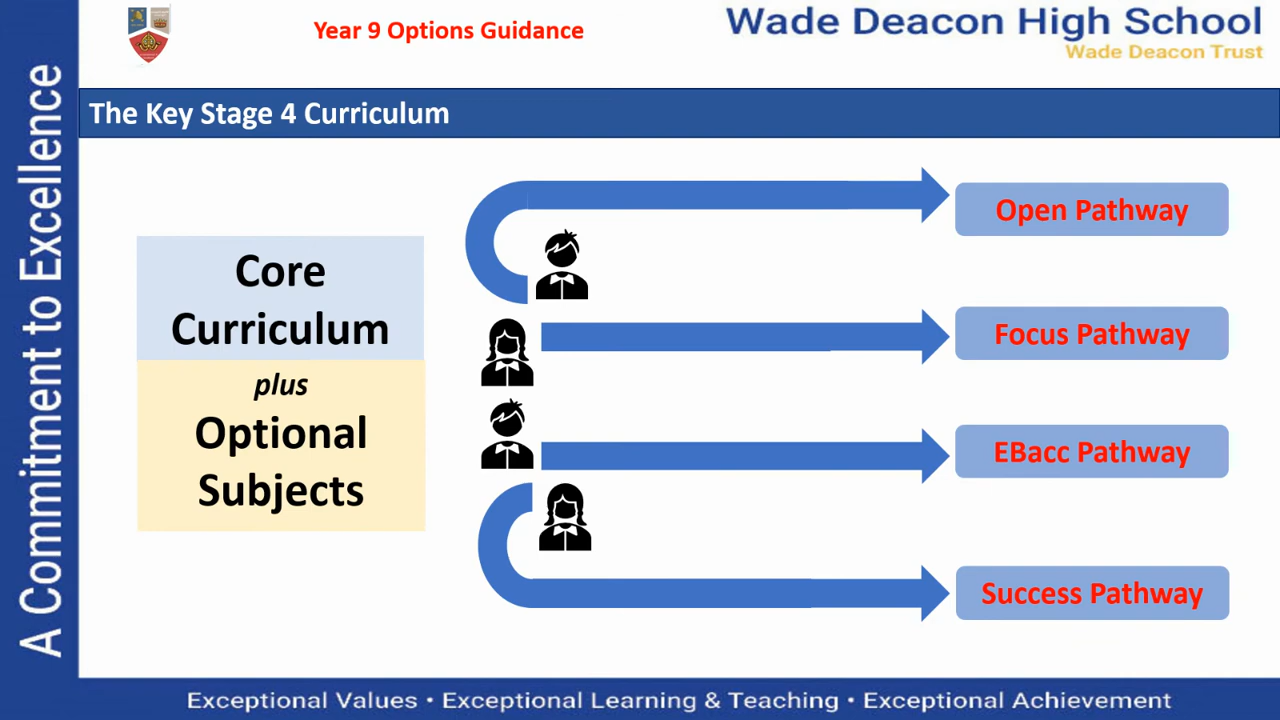 Year 9 Options Guidance
Wade Deacon High School
Wade Deacon Trust
A Commitment to Excellence
The Key Stage 4 Curriculum
Core
Curriculum
plus
Optional
Subjects
Open Pathway
Focus Pathway
EBacc Pathway
Success Pathway
Exceptional Values • Exceptional Learning & Teaching • Exceptional Achievement